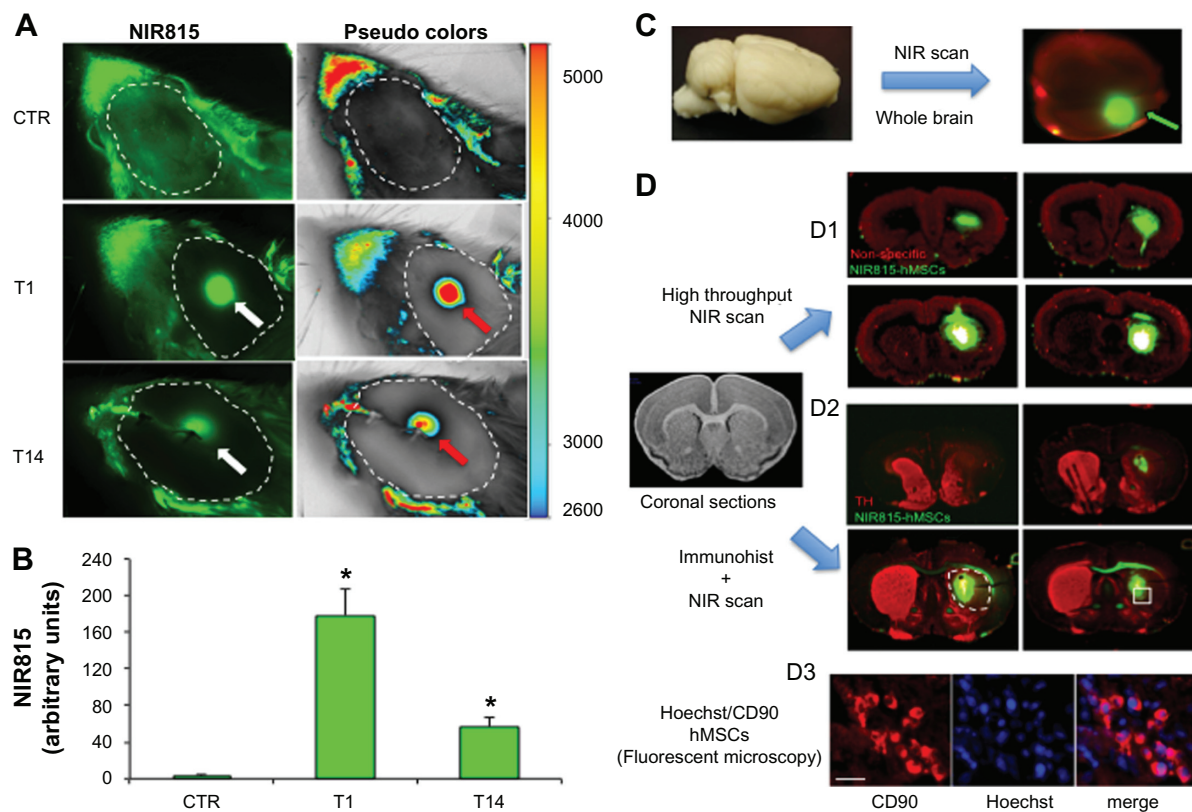 A
NIR815
Pseudo colors
CTR
T1
T14
5000
4000
3000
2600
B
NIR815
(arbitrary units)
240
200
160
120
80
40
0
*
*
CTR
T1
T14
C
NIR scan
Whole brain
D
D1
Non-specific
NIR815-hMSCs
High throughput
NIR scan
Coronal sections
D2
TH
NIR815-hMSCs
Immunohist
+
NIR scan
D3
Hoechst/CD90
hMSCs
(Fluorescent microscopy)
CD90
Hoechst
merge